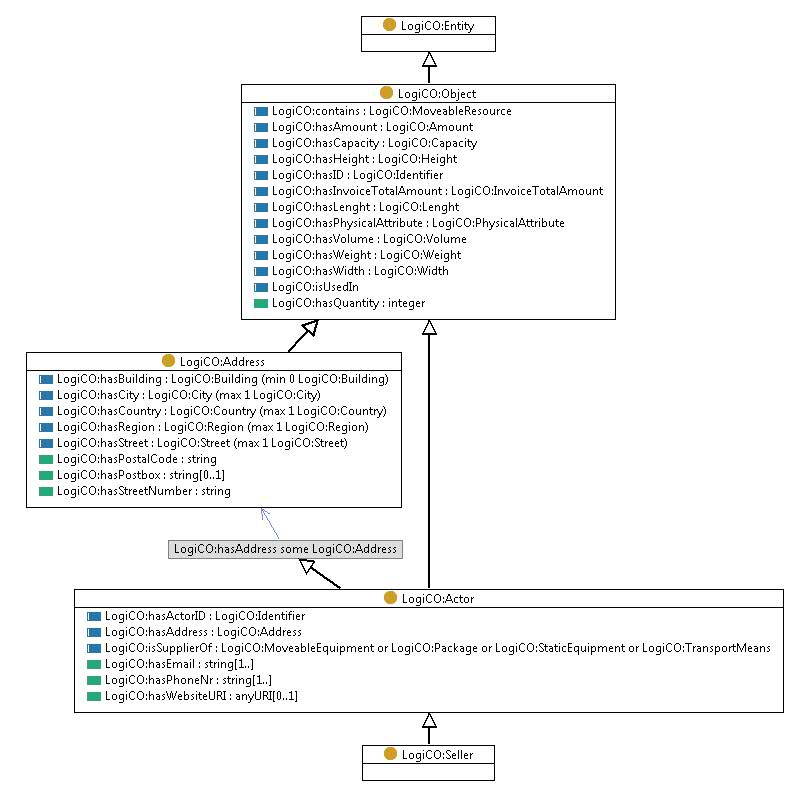 LogiCO:Entity
LogiCO:Object
LogiCO:contains : LogiCO:MoveableResource
LogiCO:hasAmount : LogiCO:Amount
LogiCO:hasCapacity : LogiCO:Capacity
LogiCO:hasHeight : LogiCO:Height
LogiCO:hasID : LogiCO:Identifier
LogiCO:hasInvoiceTotalAmount : LogiCO:InvoiceTotalAmount
LogiCO:hasLenght : LogiCO:Lenght
LogiCO:hasPhysicalAttribute : LogiCO:PhysicalAttribute
LogiCO:hasVolume : LogiCO:Volume
LogiCO:hasWeight : LogiCO:Weight
LogiCO:hasWidth : LogiCO:Width
LogiCO:isUsedIn
LogiCO:hasQuantity : integer
LogiCO:Address
LogiCO:hasBuilding : LogiCO:Building (min 0 LogiCO:Building)
LogiCO:hasCity : LogiCO:City (max 1 LogiCO:City)
LogiCO:hasCountry : LogiCO:Country (max 1 LogiCO:Country)
LogiCO:hasRegion : LogiCO:Region (max 1 LogiCO:Region)
LogiCO:hasStreet : LogiCO:Street (max 1 LogiCO:Street)
LogiCO:hasPostalCode : string
LogiCO:hasPostbox : string[0..1]
LogiCO:hasStreetNumber : string
LogiCO:hasAddress some LogiCO:Address
LogiCO:Actor
LogiCO:hasActorID : LogiCO:Identifier
LogiCO:hasAddress : LogiCO:Address
LogiCO:isSupplierOf : LogiCO:MoveableEquipment or LogiCO:Package or LogiCO:StaticEquipment or LogiCO:TransportMeans
LogiCO:hasEmail : string[1..]
LogiCO:hasPhoneNr : string[1..]
LogiCO:hasWebsiteURI : anyURI[0..1]
LogiCO:Seller